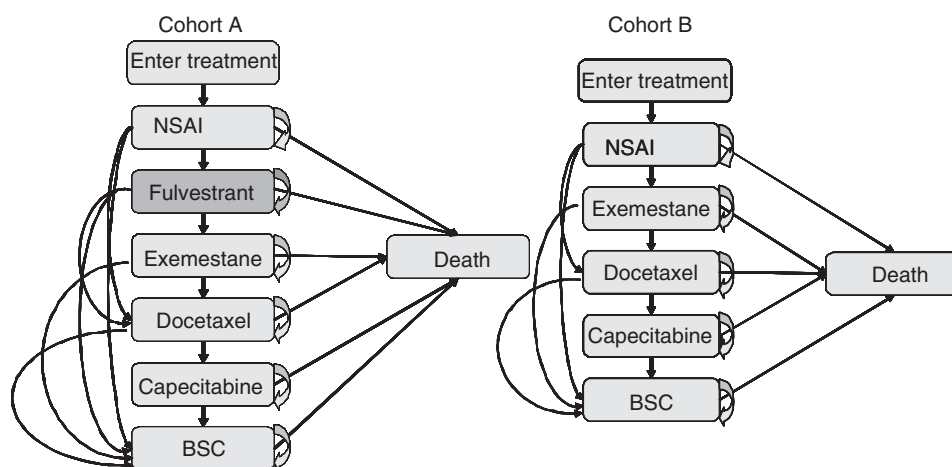 Cohort A
Enter treatment
NSAI
Fulvestrant
Exemestane
Docetaxel
Capecitabine
BSC
Death
Cohort B
Enter treatment
NSAI
Exemestane
Docetaxel
Capecitabine
BSC
Death